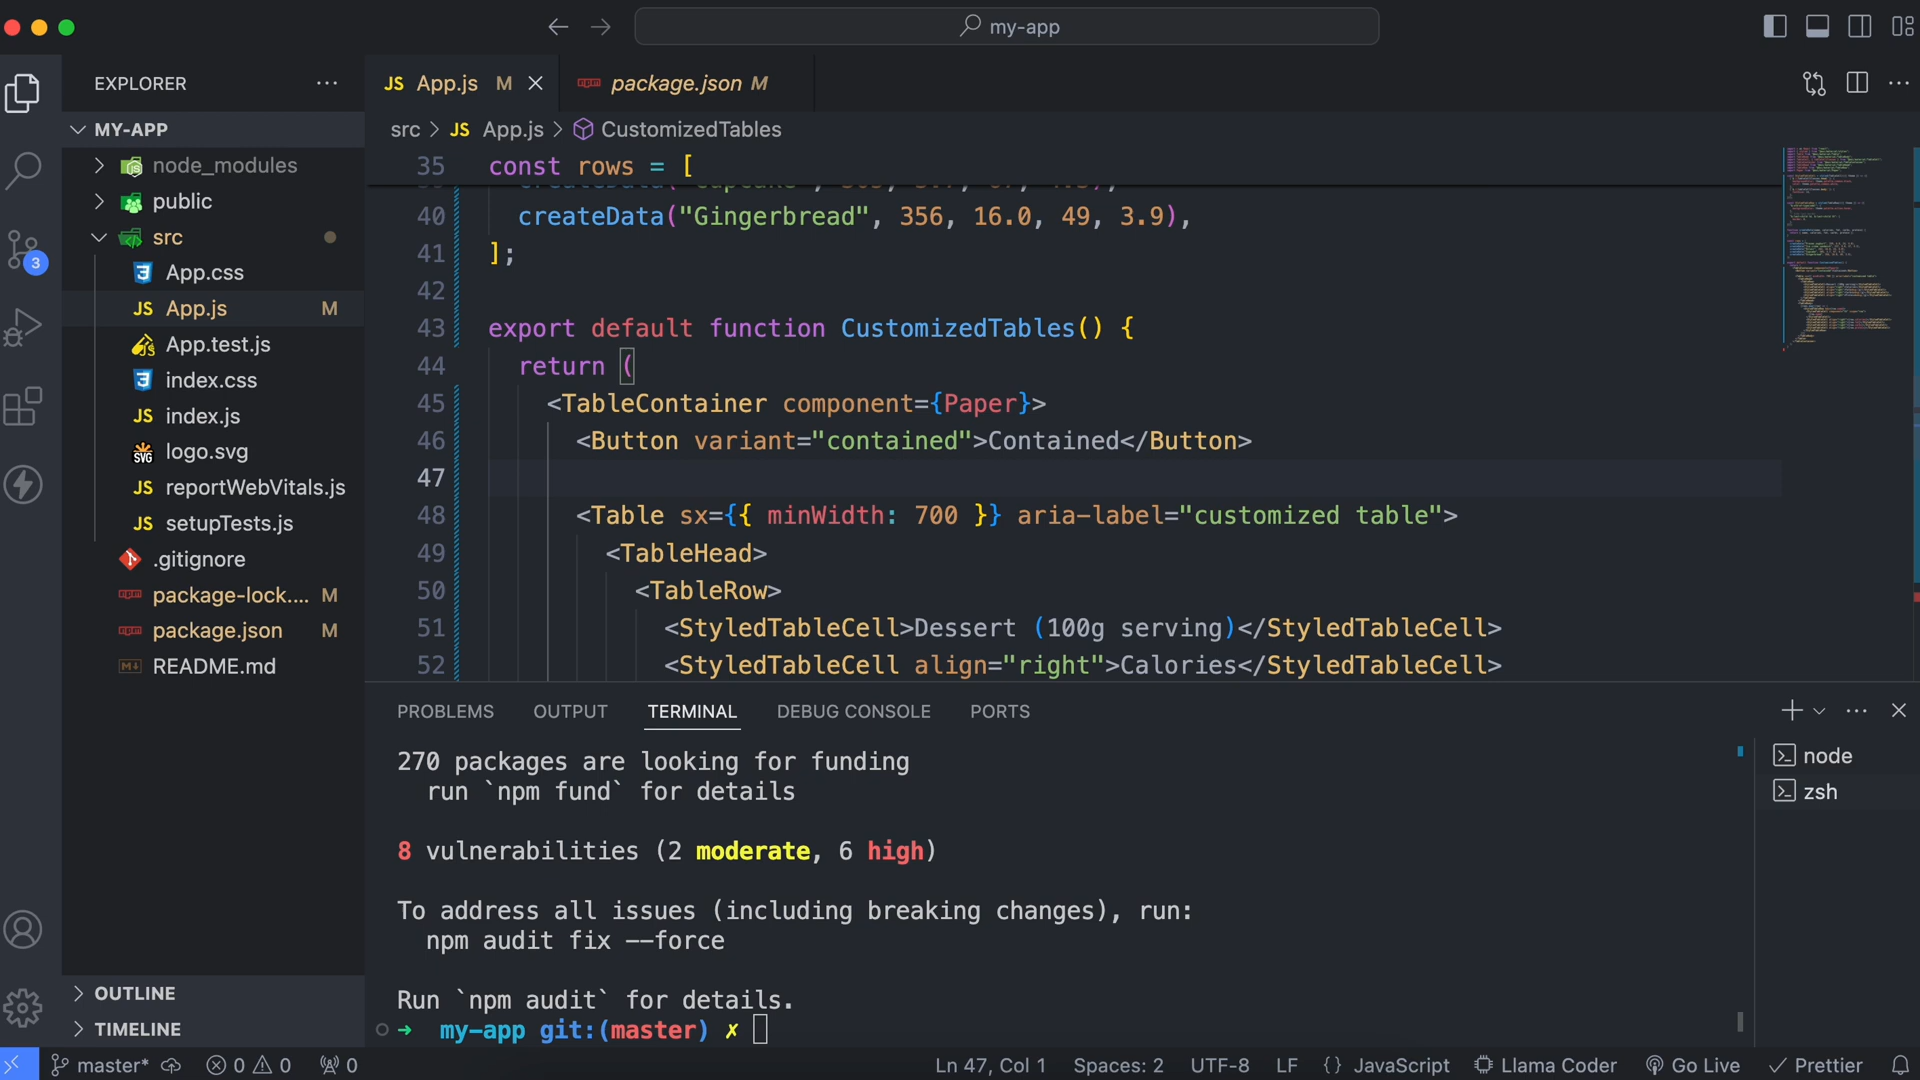 my-app
EXPLORER
MY-APP
node_modules
public
src
App.css
App.js M
App.test.js
index.css
index.js
logo.svg
reportWebVitals.js
setupTests.js
.gitignore
package-lock.... M
package.json M
README.md
OUTLINE
TIMELINE
3
JS App.js M
package.json M
src > JS App.js > CustomizedTables
35 const rows = [
40 createData("Gingerbread", 356, 16.0, 49, 3.9),
41 ];
42
43 export default function CustomizedTables() {
44 return (
45 <TableContainer component={Paper}>
46 <Button variant="contained">Contained</Button>
47
48 <Table sx={{ minWidth: 700 }} aria-label="customized table">
49 <TableHead>
50 <TableRow>
51 <StyledTableCell>Dessert (100g serving)</StyledTableCell>
52 <StyledTableCell align="right">Calories</StyledTableCell>
PROBLEMS OUTPUT TERMINAL DEBUG CONSOLE PORTS
270 packages are looking for funding
run `npm fund` for details
8 vulnerabilities (2 moderate, 6 high)
To address all issues (including breaking changes), run:
npm audit fix --force
Run `npm audit` for details.
➜ my-app git:(master) ✗
node
zsh
master* 0 0 0 Ln 47, Col 1 Spaces: 2 UTF-8 LF {} JavaScript Llama Coder Go Live Prettier